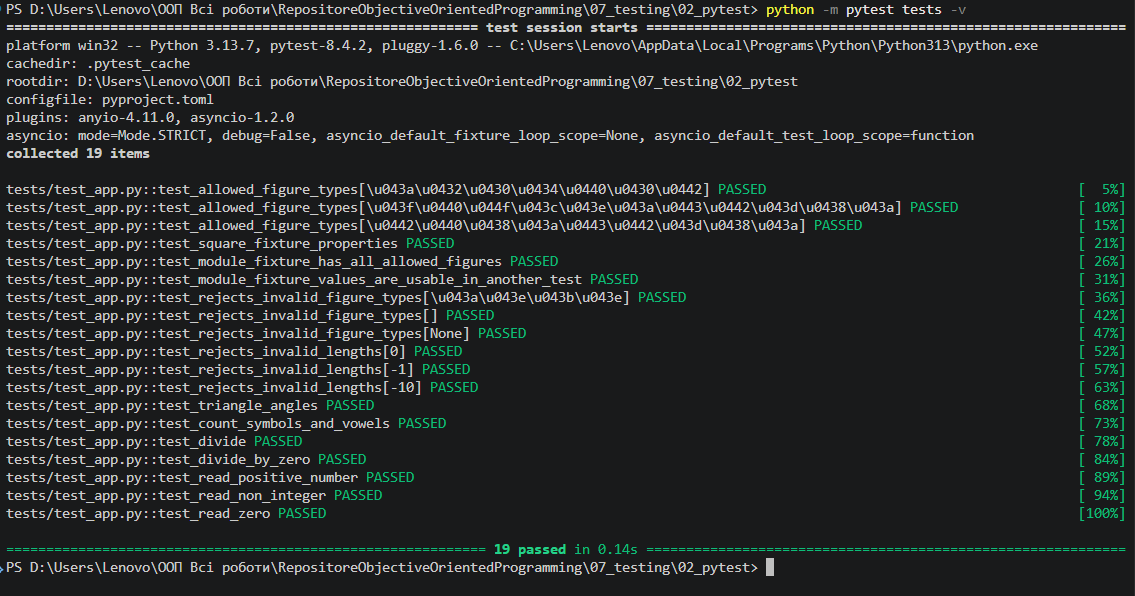 PS D:\Users\Lenovo\ООП Всі роботи\RepositoreObjectiveOrientedProgramming\07_testing\02_pytest> python -m pytest tests -v
=========================================================== test session starts ============================================================
platform win32 -- Python 3.13.7, pytest-8.4.2, pluggy-1.6.0 -- C:\Users\Lenovo\AppData\Local\Programs\Python\Python313\python.exe
cachedir: .pytest_cache
rootdir: D:\Users\Lenovo\ООП Всі роботи\RepositoreObjectiveOrientedProgramming\07_testing\02_pytest
configfile: pyproject.toml
plugins: anyio-4.11.0, asyncio-1.2.0
asyncio: mode=Mode.STRICT, debug=False, asyncio_default_fixture_loop_scope=None, asyncio_default_test_loop_scope=function
collected 19 items
tests/test_app.py::test_allowed_figure_types[\u043a\u0432\u0430\u0434\u0440\u0430\u0442] PASSED [  5%]
tests/test_app.py::test_allowed_figure_types[\u043f\u0440\u044f\u043c\u043e\u043a\u0443\u0442\u043d\u0438\u043a] PASSED [ 10%]
tests/test_app.py::test_allowed_figure_types[\u0442\u0440\u0438\u043a\u0443\u0442\u043d\u0438\u043a] PASSED [ 15%]
tests/test_app.py::test_square_fixture_properties PASSED [ 21%]
tests/test_app.py::test_module_fixture_has_all_allowed_figures PASSED [ 26%]
tests/test_app.py::test_module_fixture_values_are_usable_in_another_test PASSED [ 31%]
tests/test_app.py::test_rejects_invalid_figure_types[\u043a\u043e\u043b\u043e] PASSED [ 36%]
tests/test_app.py::test_rejects_invalid_figure_types[] PASSED [ 42%]
tests/test_app.py::test_rejects_invalid_figure_types[None] PASSED [ 47%]
tests/test_app.py::test_rejects_invalid_lengths[0] PASSED [ 52%]
tests/test_app.py::test_rejects_invalid_lengths[-1] PASSED [ 57%]
tests/test_app.py::test_rejects_invalid_lengths[-10] PASSED [ 63%]
tests/test_app.py::test_triangle_angles PASSED [ 68%]
tests/test_app.py::test_count_symbols_and_vowels PASSED [ 73%]
tests/test_app.py::test_divide PASSED [ 78%]
tests/test_app.py::test_divide_by_zero PASSED [ 84%]
tests/test_app.py::test_read_positive_number PASSED [ 89%]
tests/test_app.py::test_read_non_integer PASSED [ 94%]
tests/test_app.py::test_read_zero PASSED [100%]
============================================================ 19 passed in 0.14s ============================================================
PS D:\Users\Lenovo\ООП Всі роботи\RepositoreObjectiveOrientedProgramming\07_testing\02_pytest>